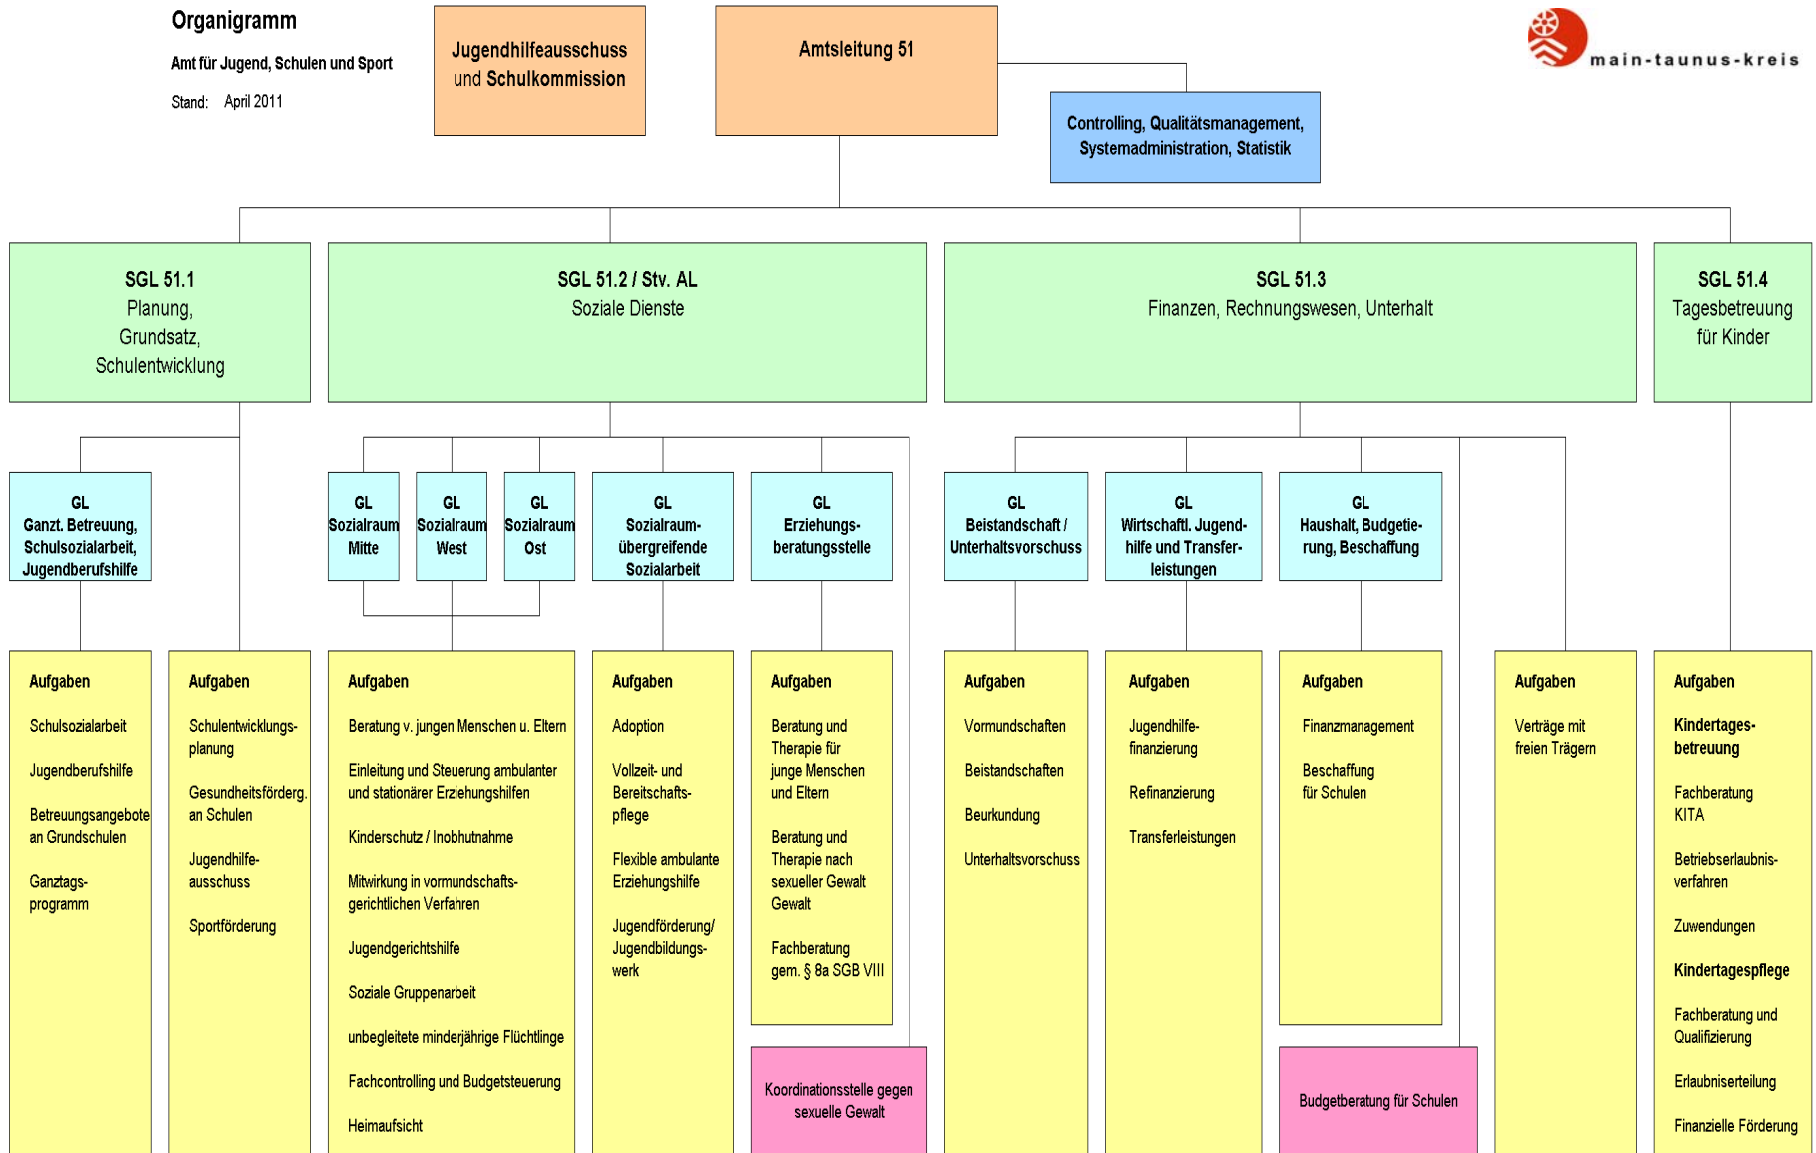 Organigramm
Amt für Jugend, Schulen und Sport
Stand: April 2011
Jugendhilfeausschuss
und Schulkommission
Amtsleitung 51
main-taunus-kreis
Controlling, Qualitätsmanagement,
Systemadministration, Statistik
SGL 51.1
Planung,
Grundsatz,
Schulentwicklung
SGL 51.2 / Stv. AL
Soziale Dienste
SGL 51.3
Finanzen, Rechnungswesen, Unterhalt
SGL 51.4
Tagesbetreuung
für Kinder
GL
Ganzt. Betreuung,
Schulsozialarbeit,
Jugendberufshilfe
GL
Sozialraum
Mitte
GL
Sozialraum
West
GL
Sozialraum
Ost
GL
Sozialraum-
übergreifende
Sozialarbeit
GL
Erziehungs-
beratungsstelle
GL
Beistandschaft /
Unterhaltsvorschuss
GL
Wirtschaftl. Jugend-
hilfe und Transfer-
leistungen
GL
Haushalt, Budgetie-
rung, Beschaffung
Aufgaben
Schulsozialarbeit
Jugendberufshilfe
Betreuungsangebote
an Grundschulen
Ganztags-
programm
Aufgaben
Schulentwicklungs-
planung
Gesundheitsförderg.
an Schulen
Jugendhilfe-
ausschuss
Sportförderung
Aufgaben
Beratung v. jungen Menschen u. Eltern
Einleitung und Steuerung ambulanter
und stationärer Erziehungshilfen
Kinderschutz / Inobhutnahme
Mitwirkung in vormundschafts-
gerichtlichen Verfahren
Jugendgerichtshilfe
Soziale Gruppenarbeit
unbegleitete minderjährige Flüchtlinge
Fachcontrolling und Budgetsteuerung
Heimaufsicht
Aufgaben
Adoption
Vollzeit- und
Bereitschafts-
pflege
Flexible ambulante
Erziehungshilfe
Jugendförderung/
Jugendbildungs-
werk
Aufgaben
Beratung und
Therapie für
junge Menschen
und Eltern
Beratung und
Therapie nach
sexueller Gewalt
Gewalt
Fachberatung
gem. § 8a SGB VIII
Koordinationsstelle gegen
sexuelle Gewalt
Aufgaben
Vormundschaften
Beistandschaften
Beurkundung
Unterhaltsvorschuss
Aufgaben
Jugendhilfe-
finanzierung
Refinanzierung
Transferleistungen
Aufgaben
Finanzmanagement
Beschaffung
für Schulen
Budgetberatung für Schulen
Aufgaben
Verträge mit
freien Trägern
Aufgaben
Kindertages-
betreuung
Fachberatung
KITA
Betriebserlaubnis-
verfahren
Zuwendungen
Kindertagespflege
Fachberatung und
Qualifizierung
Erlaubniserteilung
Finanzielle Förderung